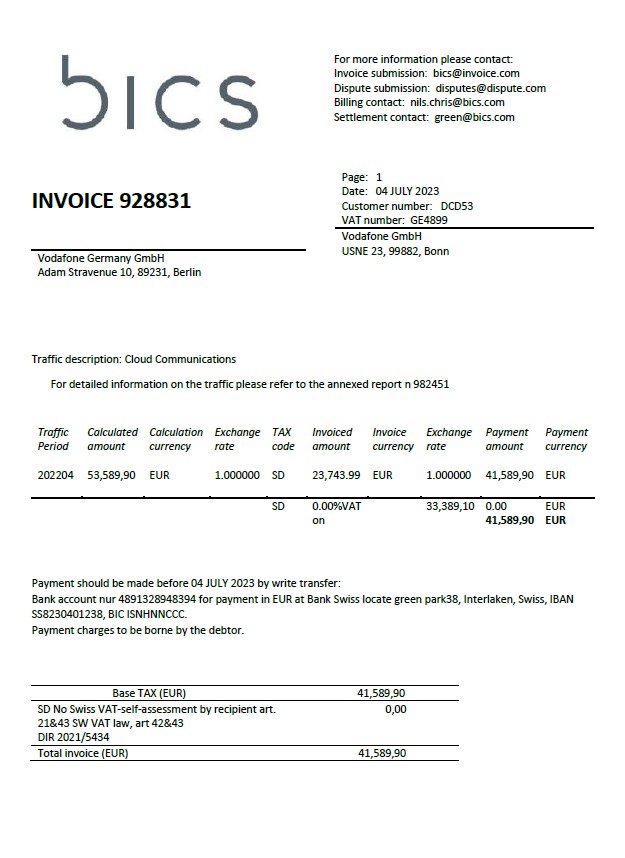 bics
For more information please contact:
Invoice submission: bics@invoice.com
Dispute submission: disputes@dispute.com
Billing contact: nils.chris@bics.com
Settlement contact: green@bics.com
INVOICE 928831
Page: 1
Date: 04 JULY 2023
Customer number: DCD53
VAT number: GE4899
Vodafone GmbH
USNE 23, 99882, Bonn
Vodafone Germany GmbH
Adam Stravenue 10, 89231, Berlin
Traffic description: Cloud Communications
For detailed information on the traffic please refer to the annexed report n 982451
Traffic Calculated Calculation Exchange TAX Invoiced Invoice Exchange Payment Payment
Period amount currency rate code amount currency rate amount currency
202204 53,589,90 EUR 1.000000 SD 23,743.99 EUR 1.000000 41,589,90 EUR
SD 0.00%VAT 33,389,10 0.00 EUR
on 41,589,90 EUR
Payment should be made before 04 JULY 2023 by write transfer:
Bank account nur 4891328948394 for payment in EUR at Bank Swiss locate green park38, Interlaken, Swiss, IBAN
SS8230401238, BIC ISNHNNCCC.
Payment charges to be borne by the debtor.
Base TAX (EUR) 41,589,90
SD No Swiss VAT-self-assessment by recipient art. 0,00
21&43 SW VAT law, art 42&43
DIR 2021/5434
Total invoice (EUR) 41,589,90